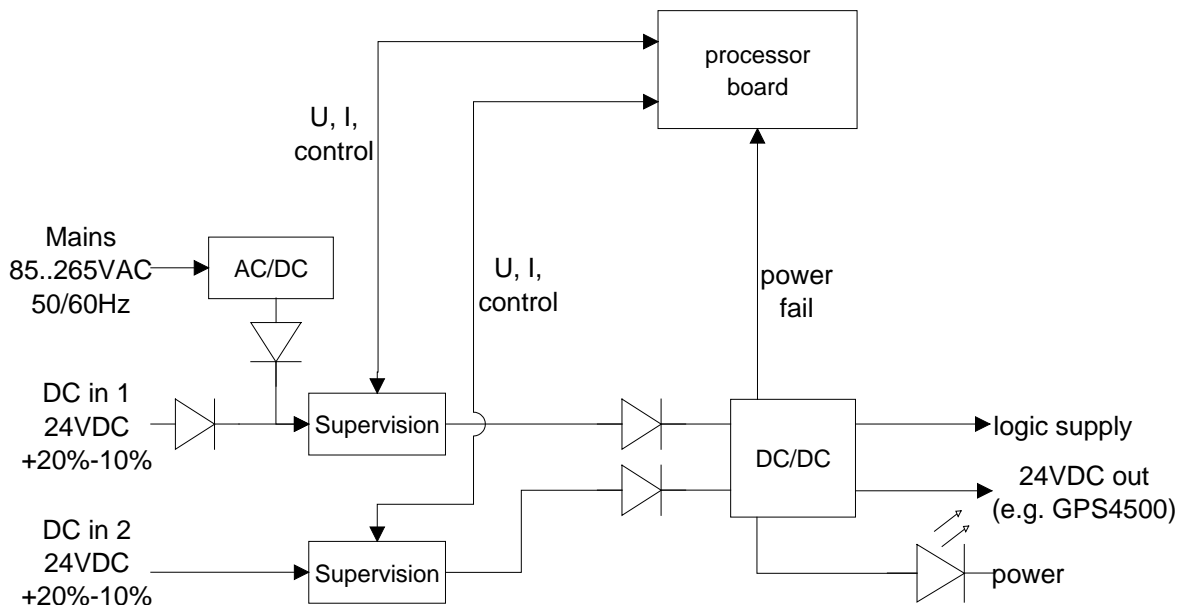 processor
board
U, I,
control
Mains
85..265VAC
50/60Hz
AC/DC
U, I,
control
power
fail
DC in 1
24VDC
+20%-10%
Supervision
DC/DC
logic supply
24VDC out
(e.g. GPS4500)
DC in 2
24VDC
+20%-10%
Supervision
power